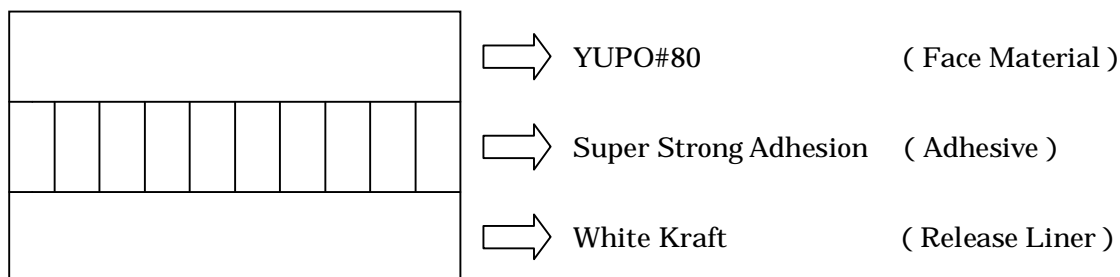 YUPO#80 ( Face Material )
Super Strong Adhesion ( Adhesive )
White Kraft ( Release Liner )